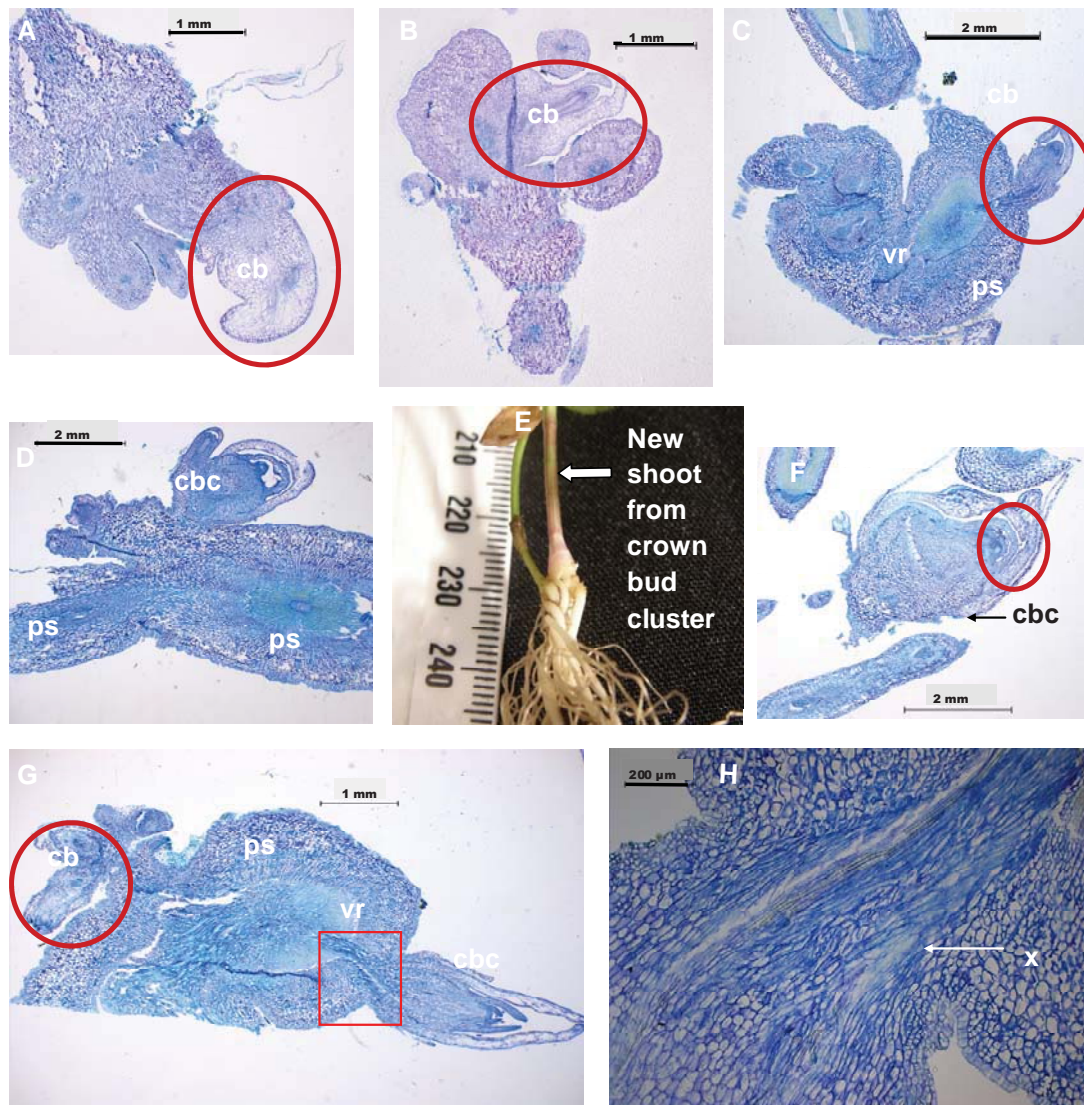 A
1 mm
cb
B
1 mm
cb
C
2 mm
cb
vr
ps
D
2 mm
cbc
ps
ps
E
210
220
230
240
New
shoot
from
crown
bud
cluster
F
cbc
2 mm
G
1 mm
cb
ps
vr
cbc
200 µm
H
x